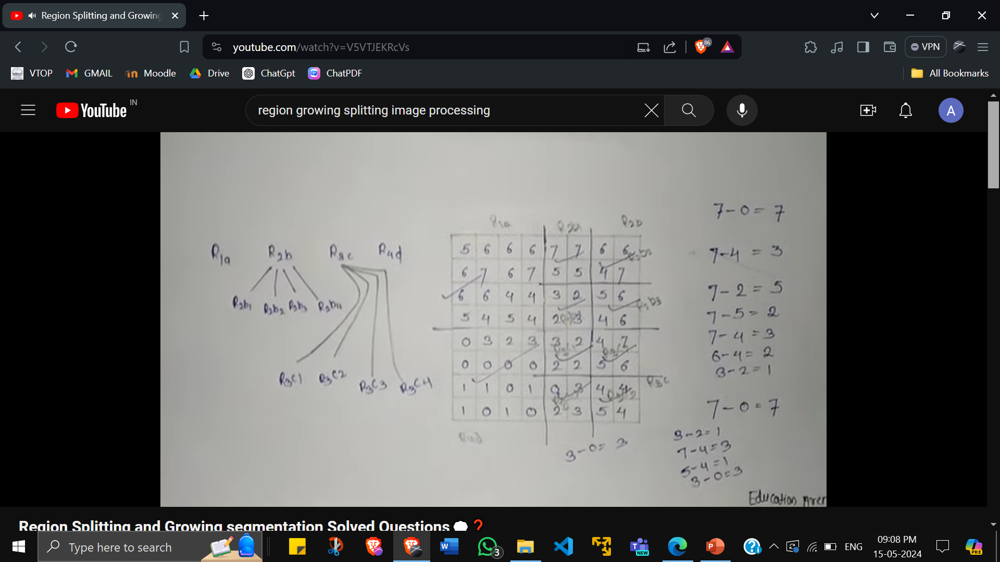 Region Splitting and Growing
youtube.com/watch?v=V5VTJEKRcVs
86
VPN
VTOP
GMAIL
Moodle
Drive
ChatGpt
ChatPDF
All Bookmarks
YouTube IN
region growing splitting image processing
A
R1a R2b R3c R4d
R2b1 R2b2 R2b3 R2b4
R3C1 R3C2 R3C3 R3C4
R1a
5 6 6 6 7 7 6 6
6 7 6 7 5 5 4 7
6 6 4 4 3 2 5 6
5 4 5 4 2 3 4 6
0 3 2 3 3 2 4 7
0 0 0 0 2 2 5 6
1 1 0 1 0 3 4 4
1 0 1 0 2 3 5 4
R3c
R4d
3-0= 3
7-0= 7
7-4 = 3
7-2 = 5
7-5= 2
7-4=3
6-4= 2
3-2=1
7-0=7
3-2=1
7-4=3
5-4=1
3-0=3
Education
Region Splitting and Growing segmentation Solved Questions 💭❓
Type here to search
3
NEW
ENG
09:08 PM
15-05-2024
PRE